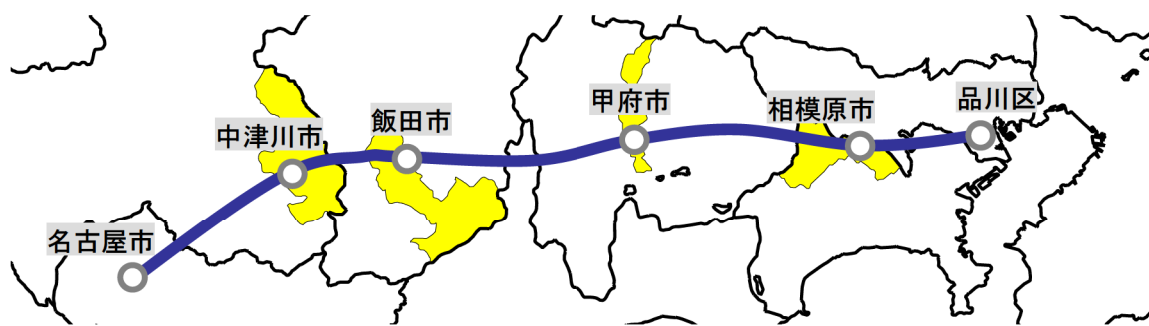 名古屋市
中津川市
飯田市
甲府市
相模原市
品川区